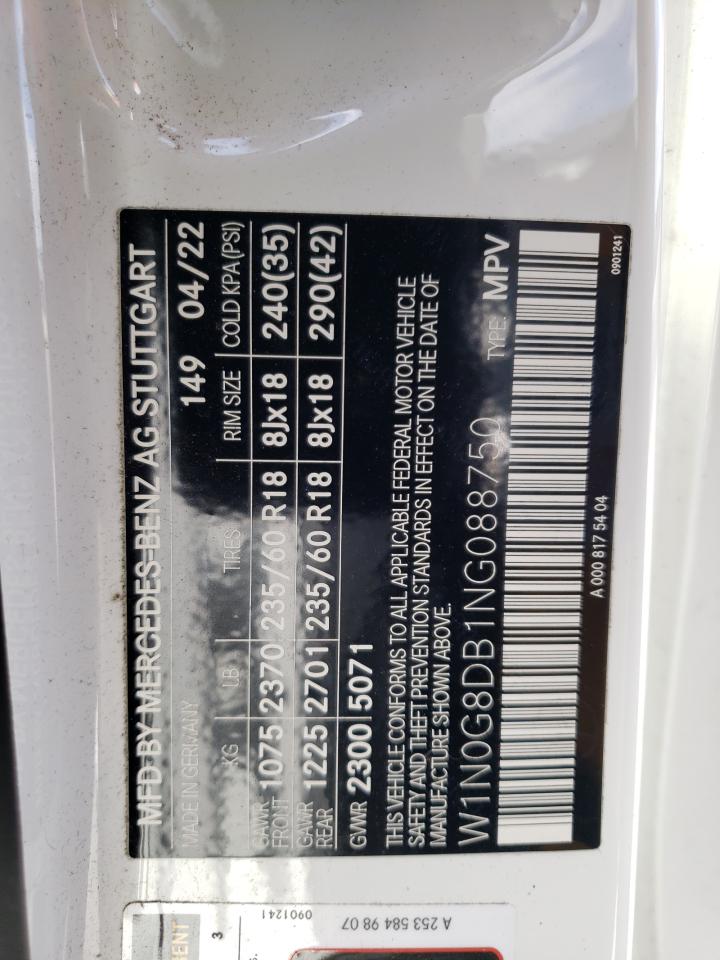 MFD BY MERCEDES-BENZ AG STUTTGART
MADE IN GERMANY 149 04/22
KG LB TIRES RIM SIZE COLD KPA(PSI)
GAWR FRONT 1075 2370 235/60 R18 8Jx18 240(35)
GAWR REAR 1225 2701 235/60 R18 8Jx18 290(42)
GVWR 2300 5071
THIS VEHICLE CONFORMS TO ALL APPLICABLE FEDERAL MOTOR VEHICLE
SAFETY AND THEFT PREVENTION STANDARDS IN EFFECT ON THE DATE OF
MANUFACTURE SHOWN ABOVE.
W1N0G8DB1NG088750 TYPE: MPV
A 000 817 54 04 0901241
A 253 584 98 07
0901241
3